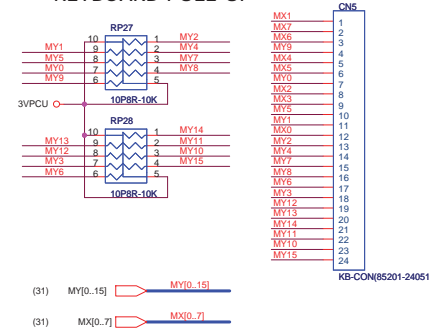 RP27
10 1 MY2
MY1 9 2 MY4
MY5 8 3 MY7
MY0 7 4 MY8
MY9 6 5
3VPCU
10P8R-10K
RP28
10 1 MY14
MY13 9 2 MY11
MY12 8 3 MY10
MY3 7 4 MY15
MY6 6 5
10P8R-10K
CN5
MX1 1
MX7 2
MX6 3
MY9 4
MX4 5
MX5 6
MY0 7
MX2 8
MX3 9
MY5 10
MY1 11
MX0 12
MY2 13
MY4 14
MY7 15
MY8 16
MY6 17
MY3 18
MY12 19
MY13 20
MY14 21
MY11 22
MY10 23
MY15 24
KB-CON(85201-24051
(31) MY[0..15] MY[0..15]
(31) MX[0..7] MX[0..7]